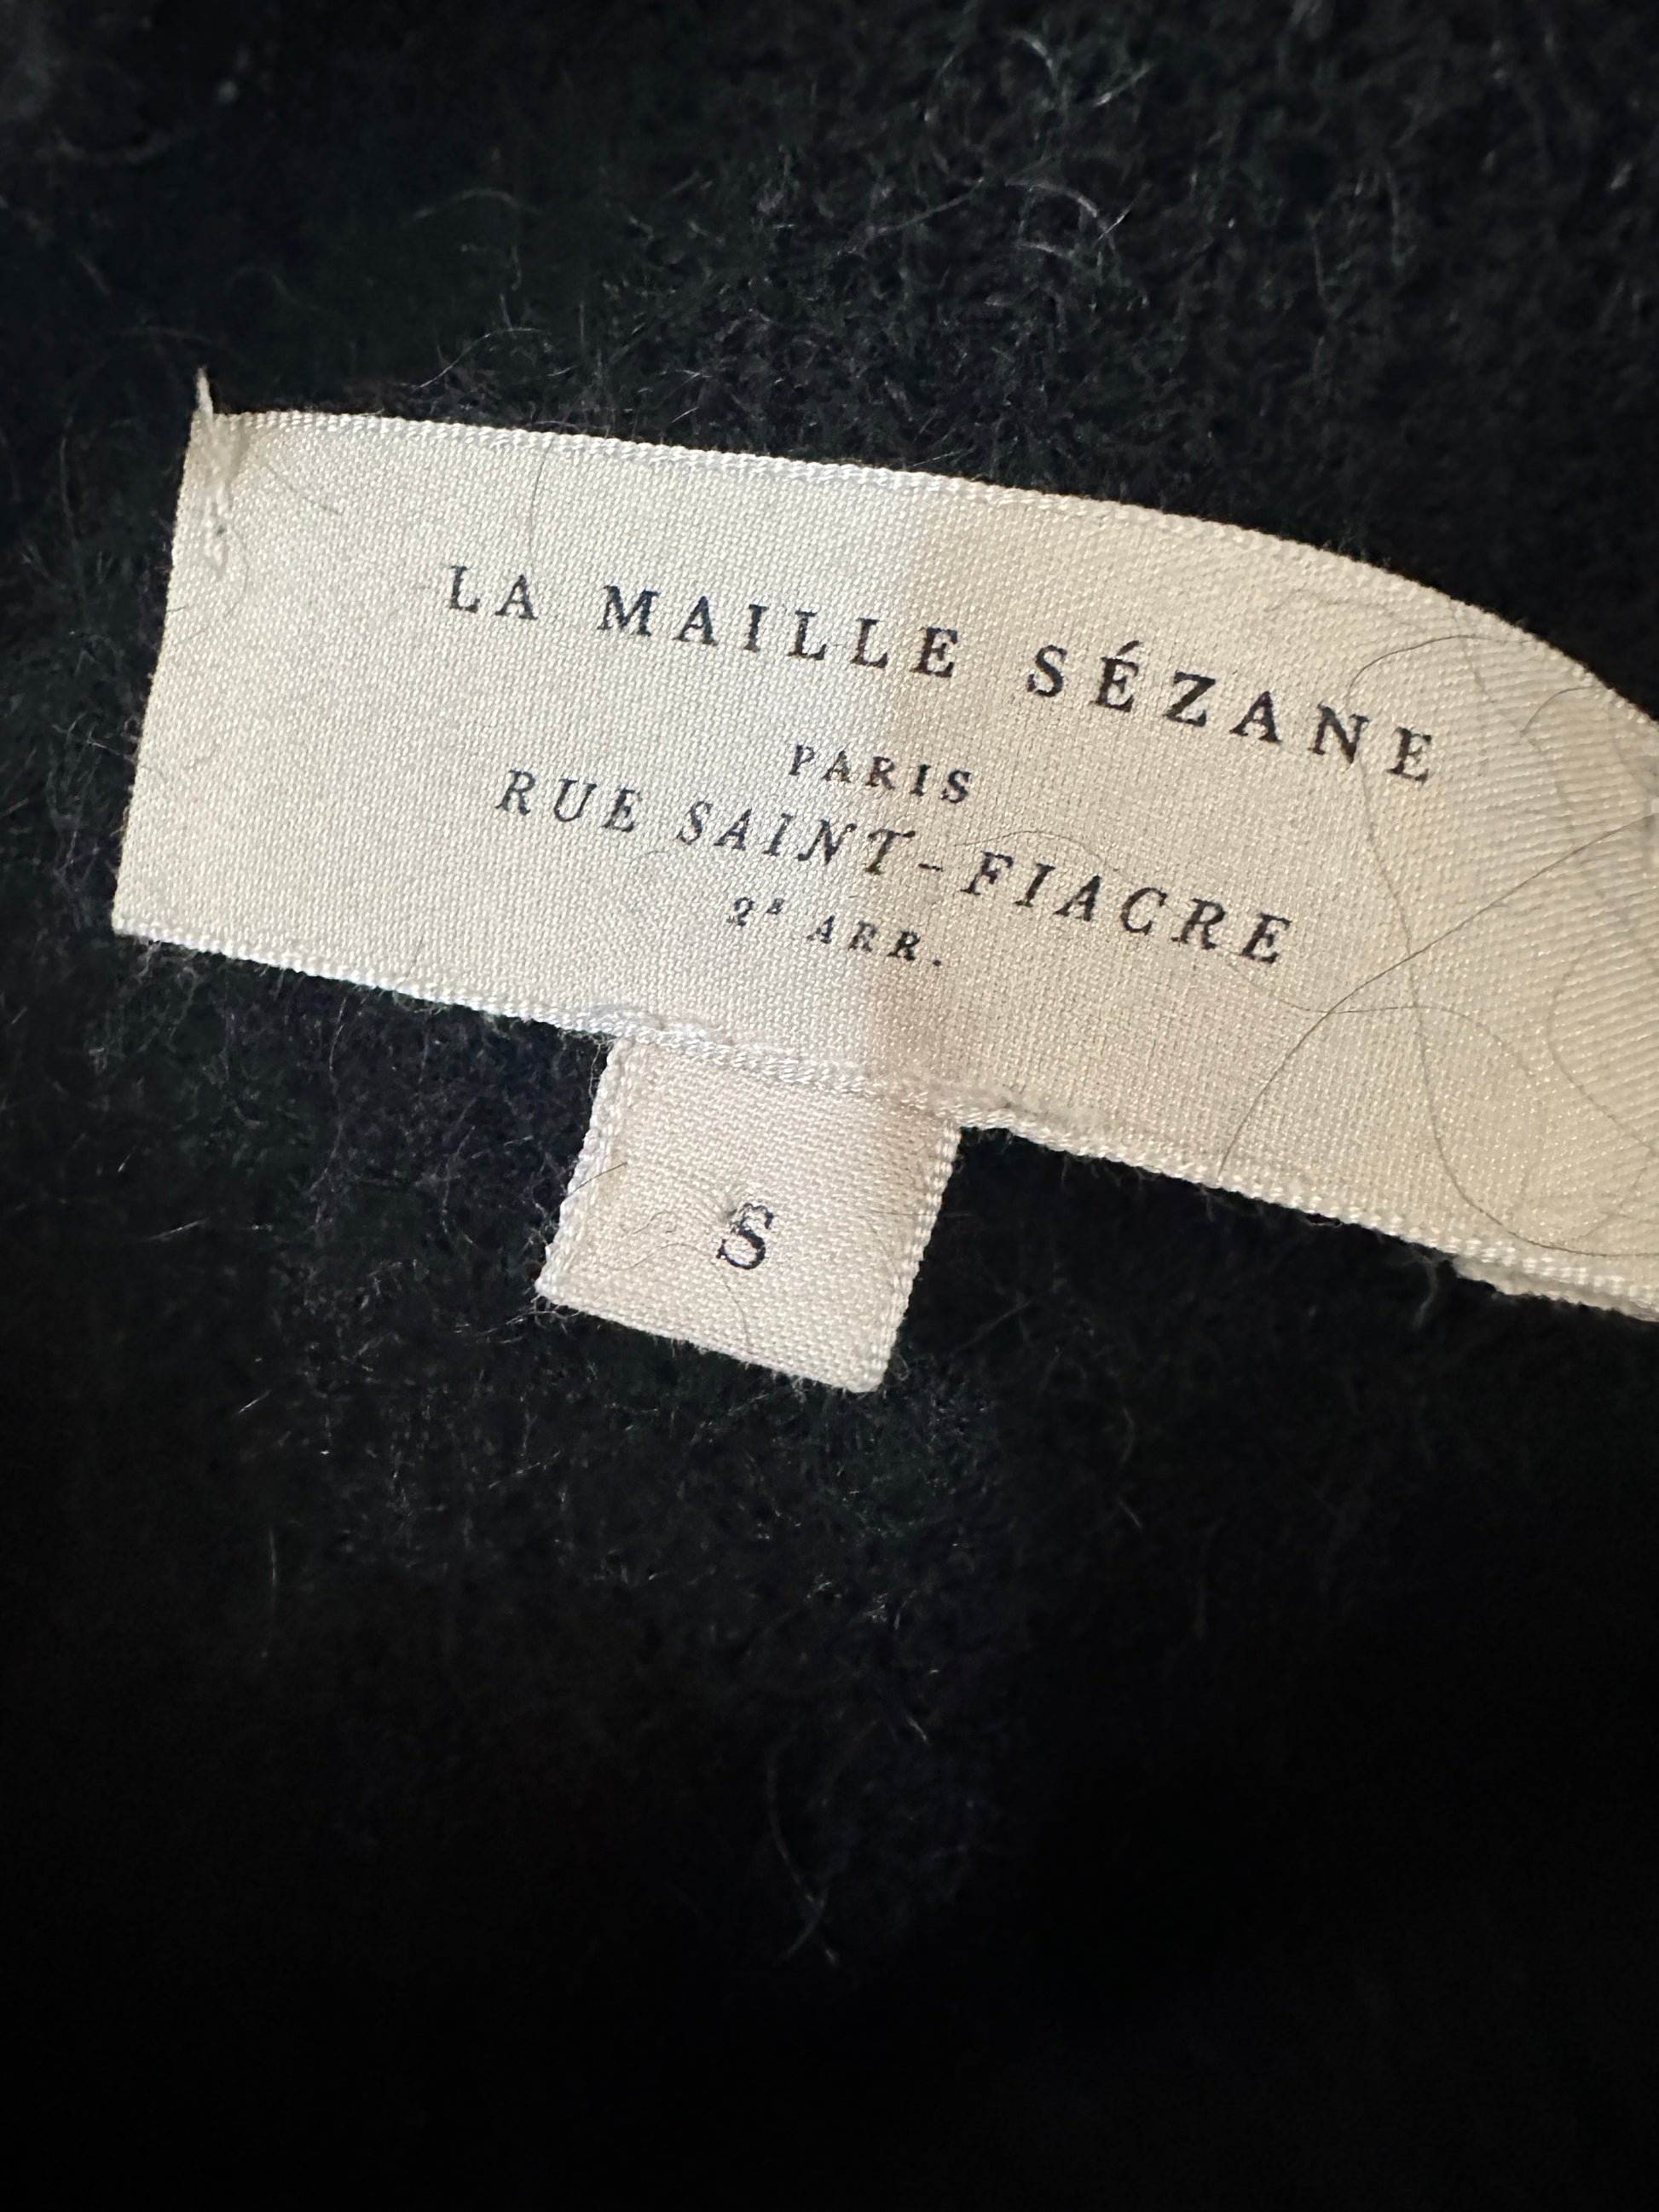 LA MAILLE SÉZANE
PARIS
RUE SAINT-FIACRE
2e ARR.
S